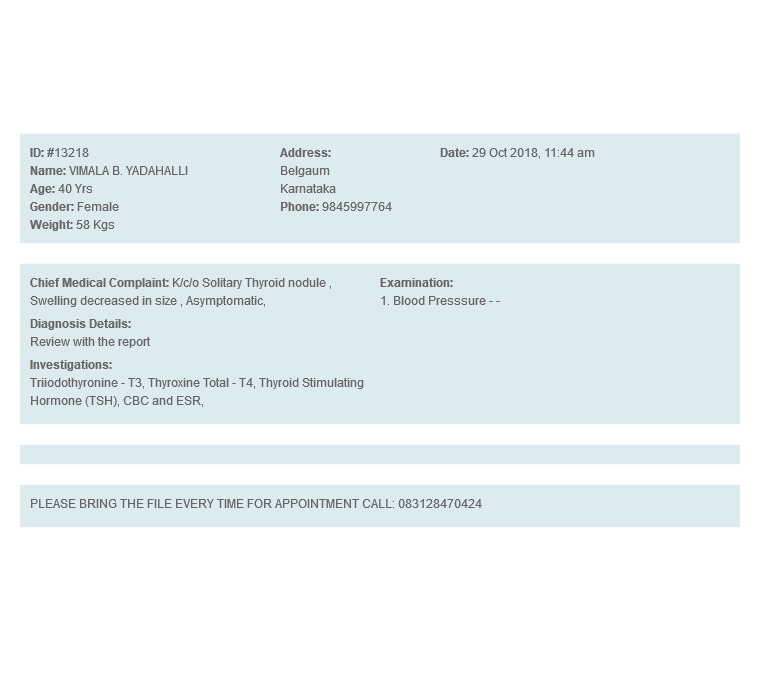 ID: #13218
Name: VIMALA B. YADAHALLI
Age: 40 Yrs
Gender: Female
Weight: 58 Kgs
Address:
Belgaum
Karnataka
Phone: 9845997764
Date: 29 Oct 2018, 11:44 am
Chief Medical Complaint: K/c/o Solitary Thyroid nodule ,
Swelling decreased in size , Asymptomatic,
Diagnosis Details:
Review with the report
Investigations:
Triiodothyronine - T3, Thyroxine Total - T4, Thyroid Stimulating
Hormone (TSH), CBC and ESR,
Examination:
1. Blood Presssure - -
PLEASE BRING THE FILE EVERY TIME FOR APPOINTMENT CALL: 083128470424